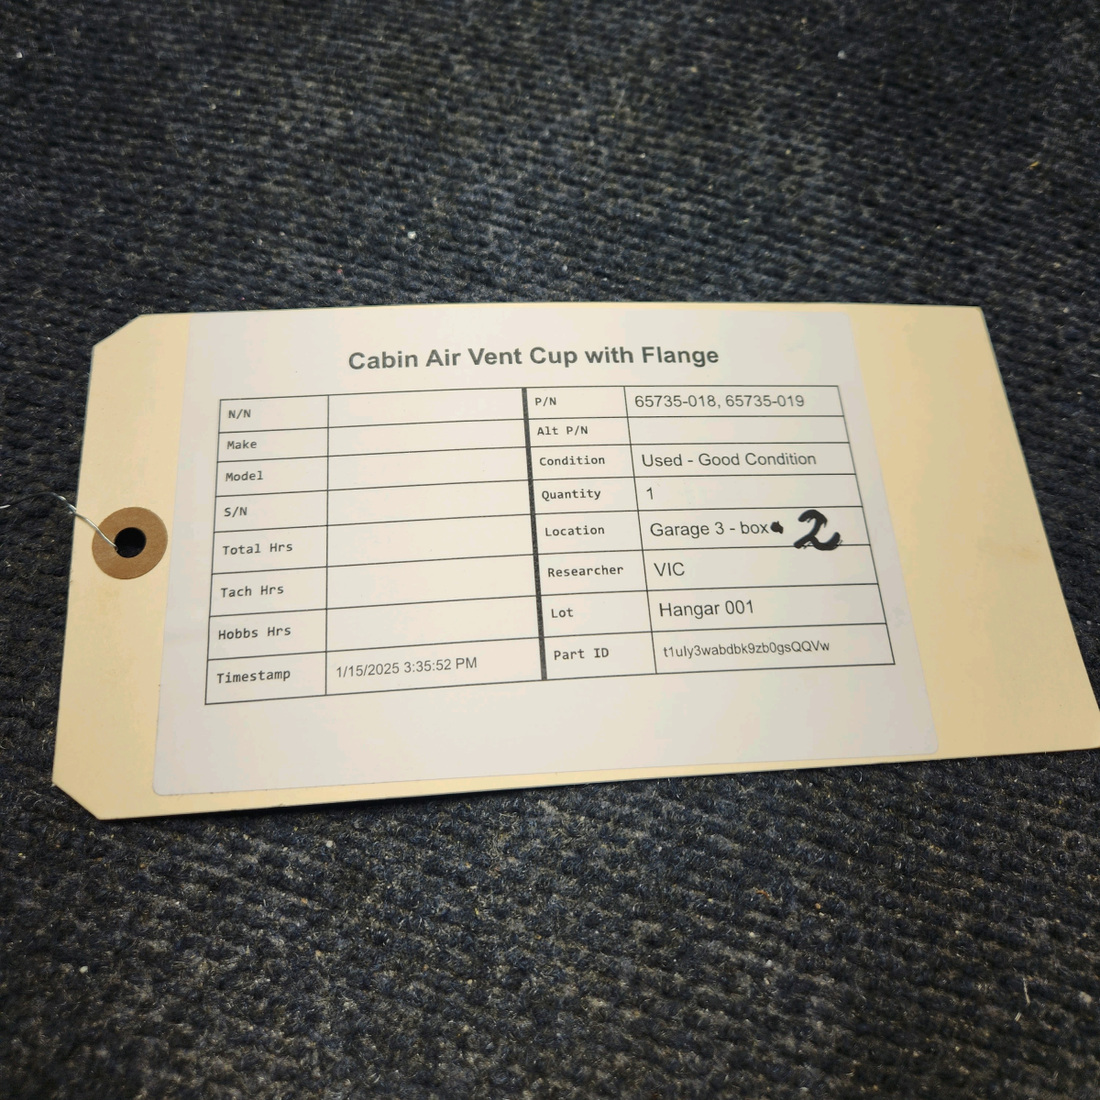 Cabin Air Vent Cup with Flange
N/N
Make
Model
S/N
Total Hrs
Tach Hrs
Hobbs Hrs
Timestamp 1/15/2025 3:35:52 PM
P/N 65735-018, 65735-019
Alt P/N
Condition Used - Good Condition
Quantity 1
Location Garage 3 - box 2
Researcher VIC
Lot Hangar 001
Part ID t1uly3wabdbk9zb0gsQQVw